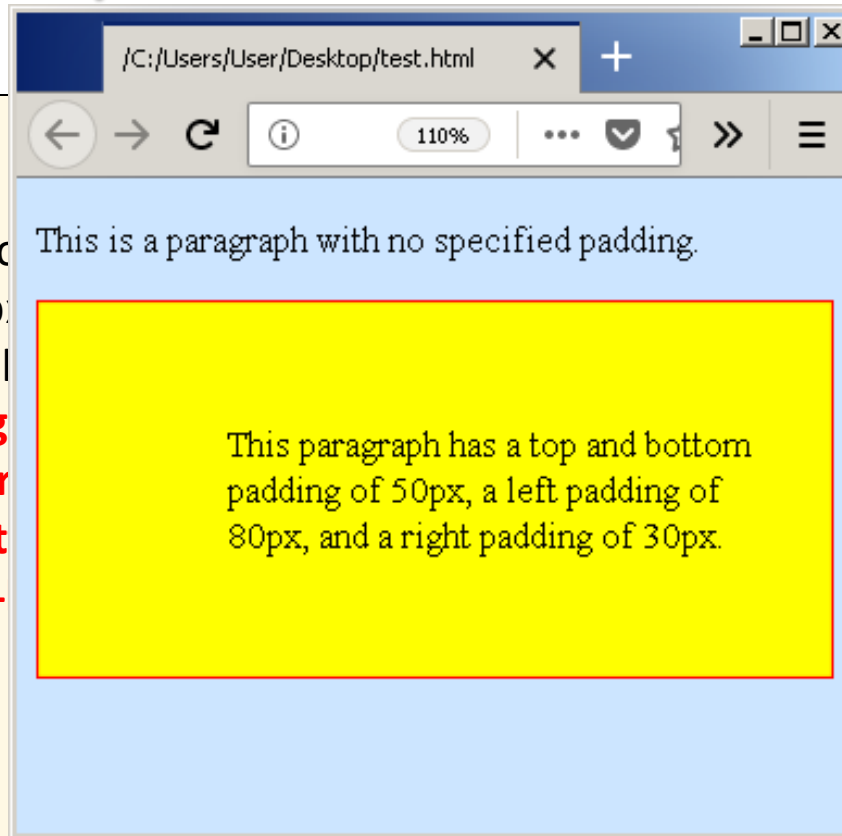 /C:/Users/User/Desktop/test.html
110%
This is a paragraph with no specified padding.
This paragraph has a top and bottom
padding of 50px, a left padding of
80px, and a right padding of 30px.